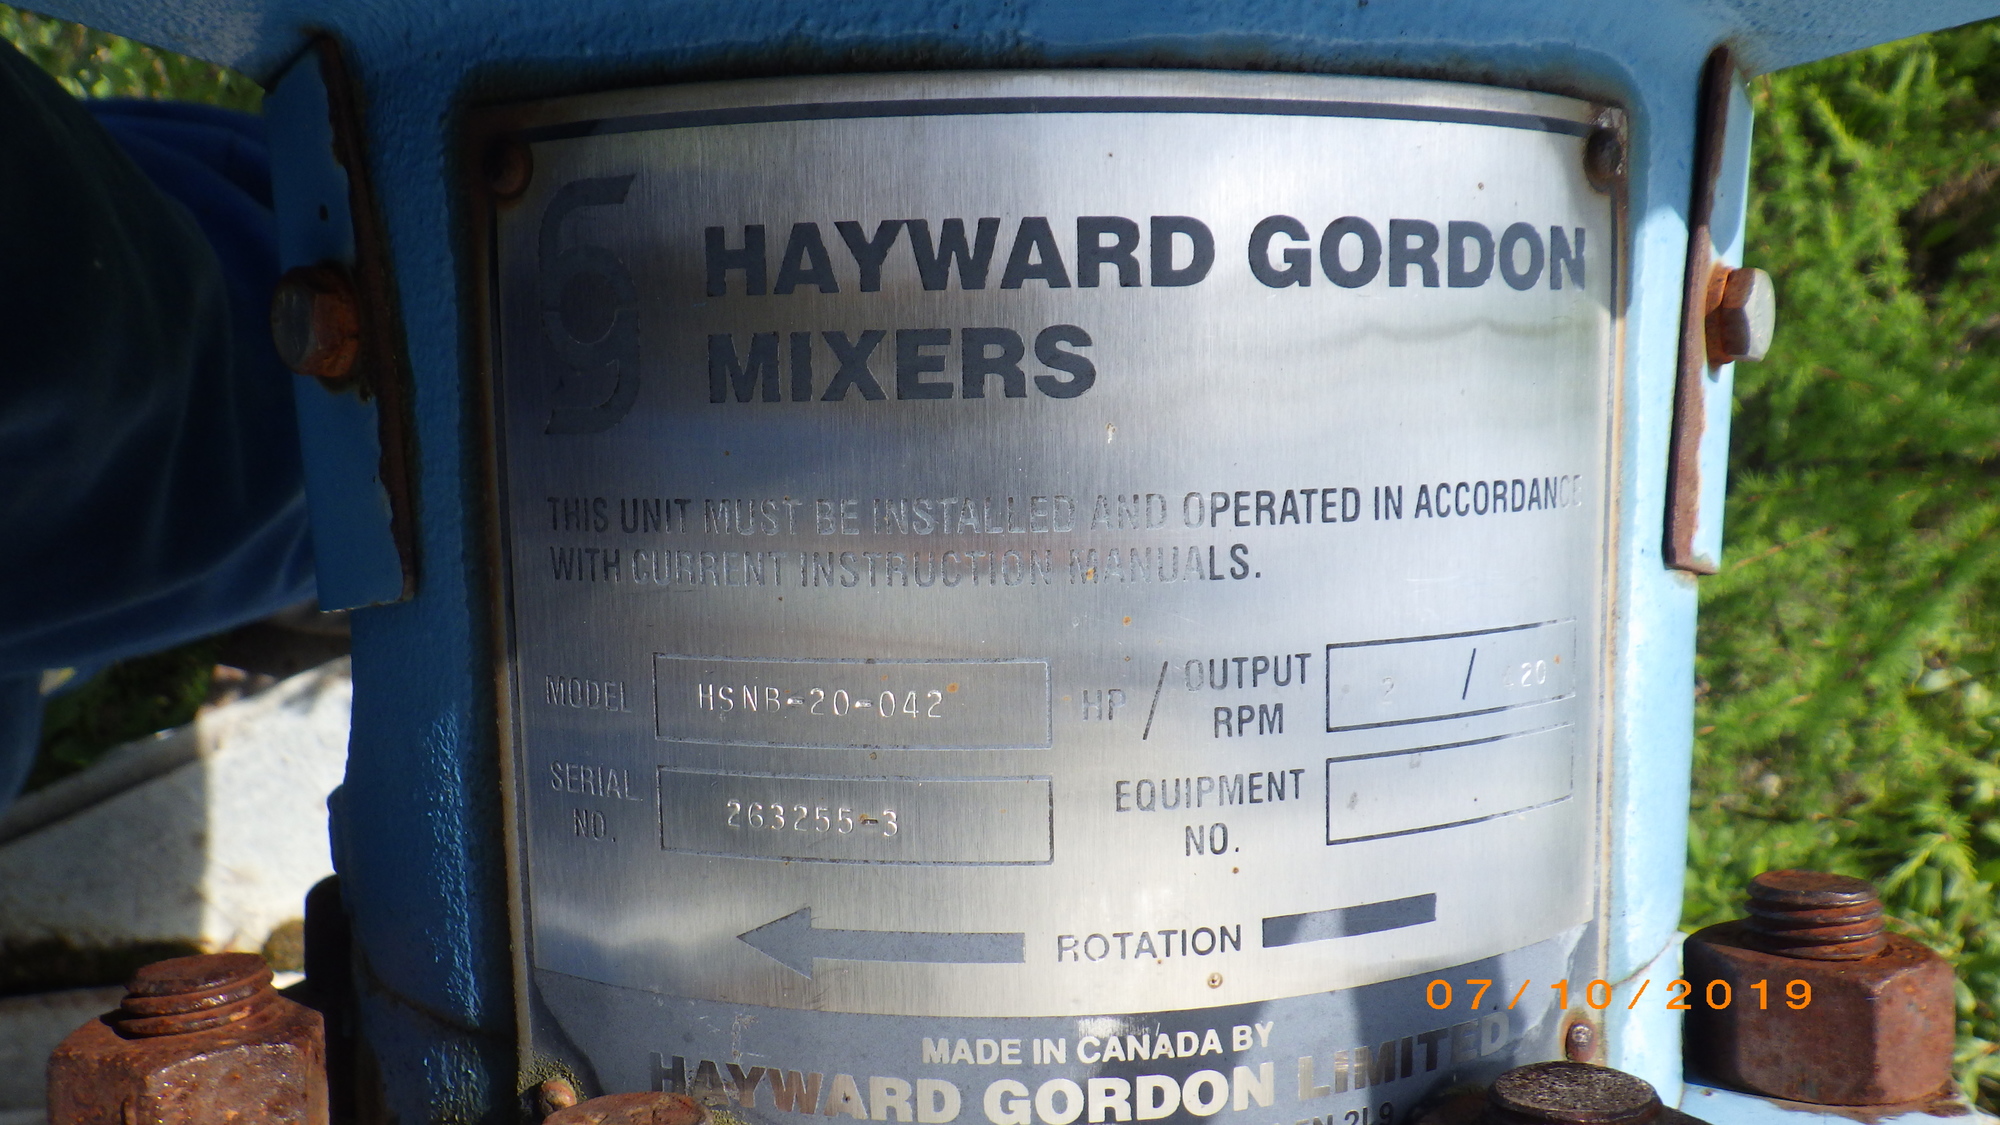 HAYWARD GORDON
MIXERS
THIS UNIT MUST BE INSTALLED AND OPERATED IN ACCORDANCE
WITH CURRENT INSTRUCTION MANUALS.
MODEL HSNB-20-042
HP / OUTPUT RPM 2 /
SERIAL NO. 263255-3
EQUIPMENT NO.
ROTATION
07/10/2019
MADE IN CANADA BY
HAYWARD GORDON LIMITED